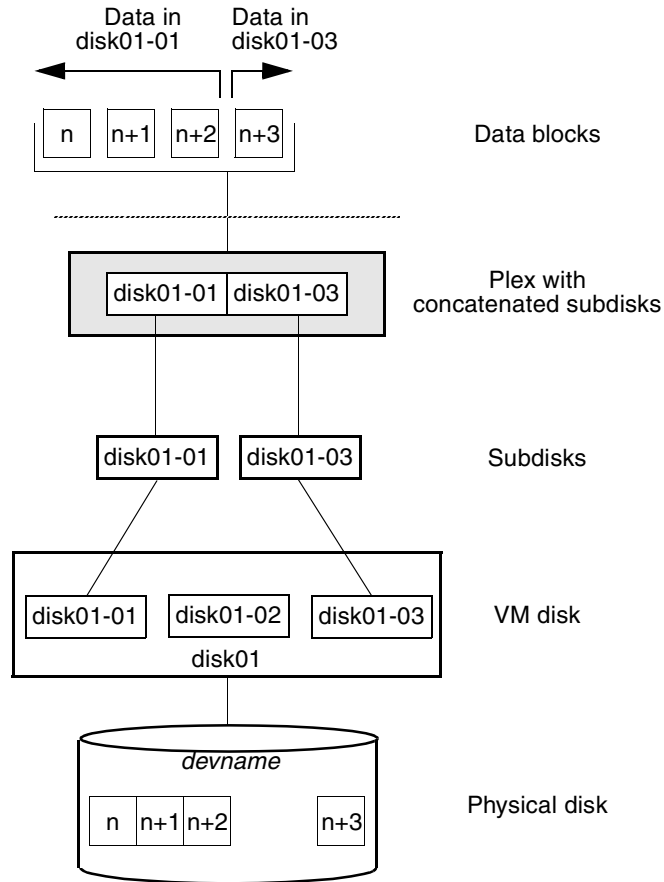 Data in
disk01-01
Data in
disk01-03
n
n+1
n+2
n+3
Data blocks
disk01-01
disk01-03
Plex with
concatenated subdisks
disk01-01
disk01-03
Subdisks
disk01-01
disk01-02
disk01-03
disk01
VM disk
devname
n
n+1
n+2
n+3
Physical disk